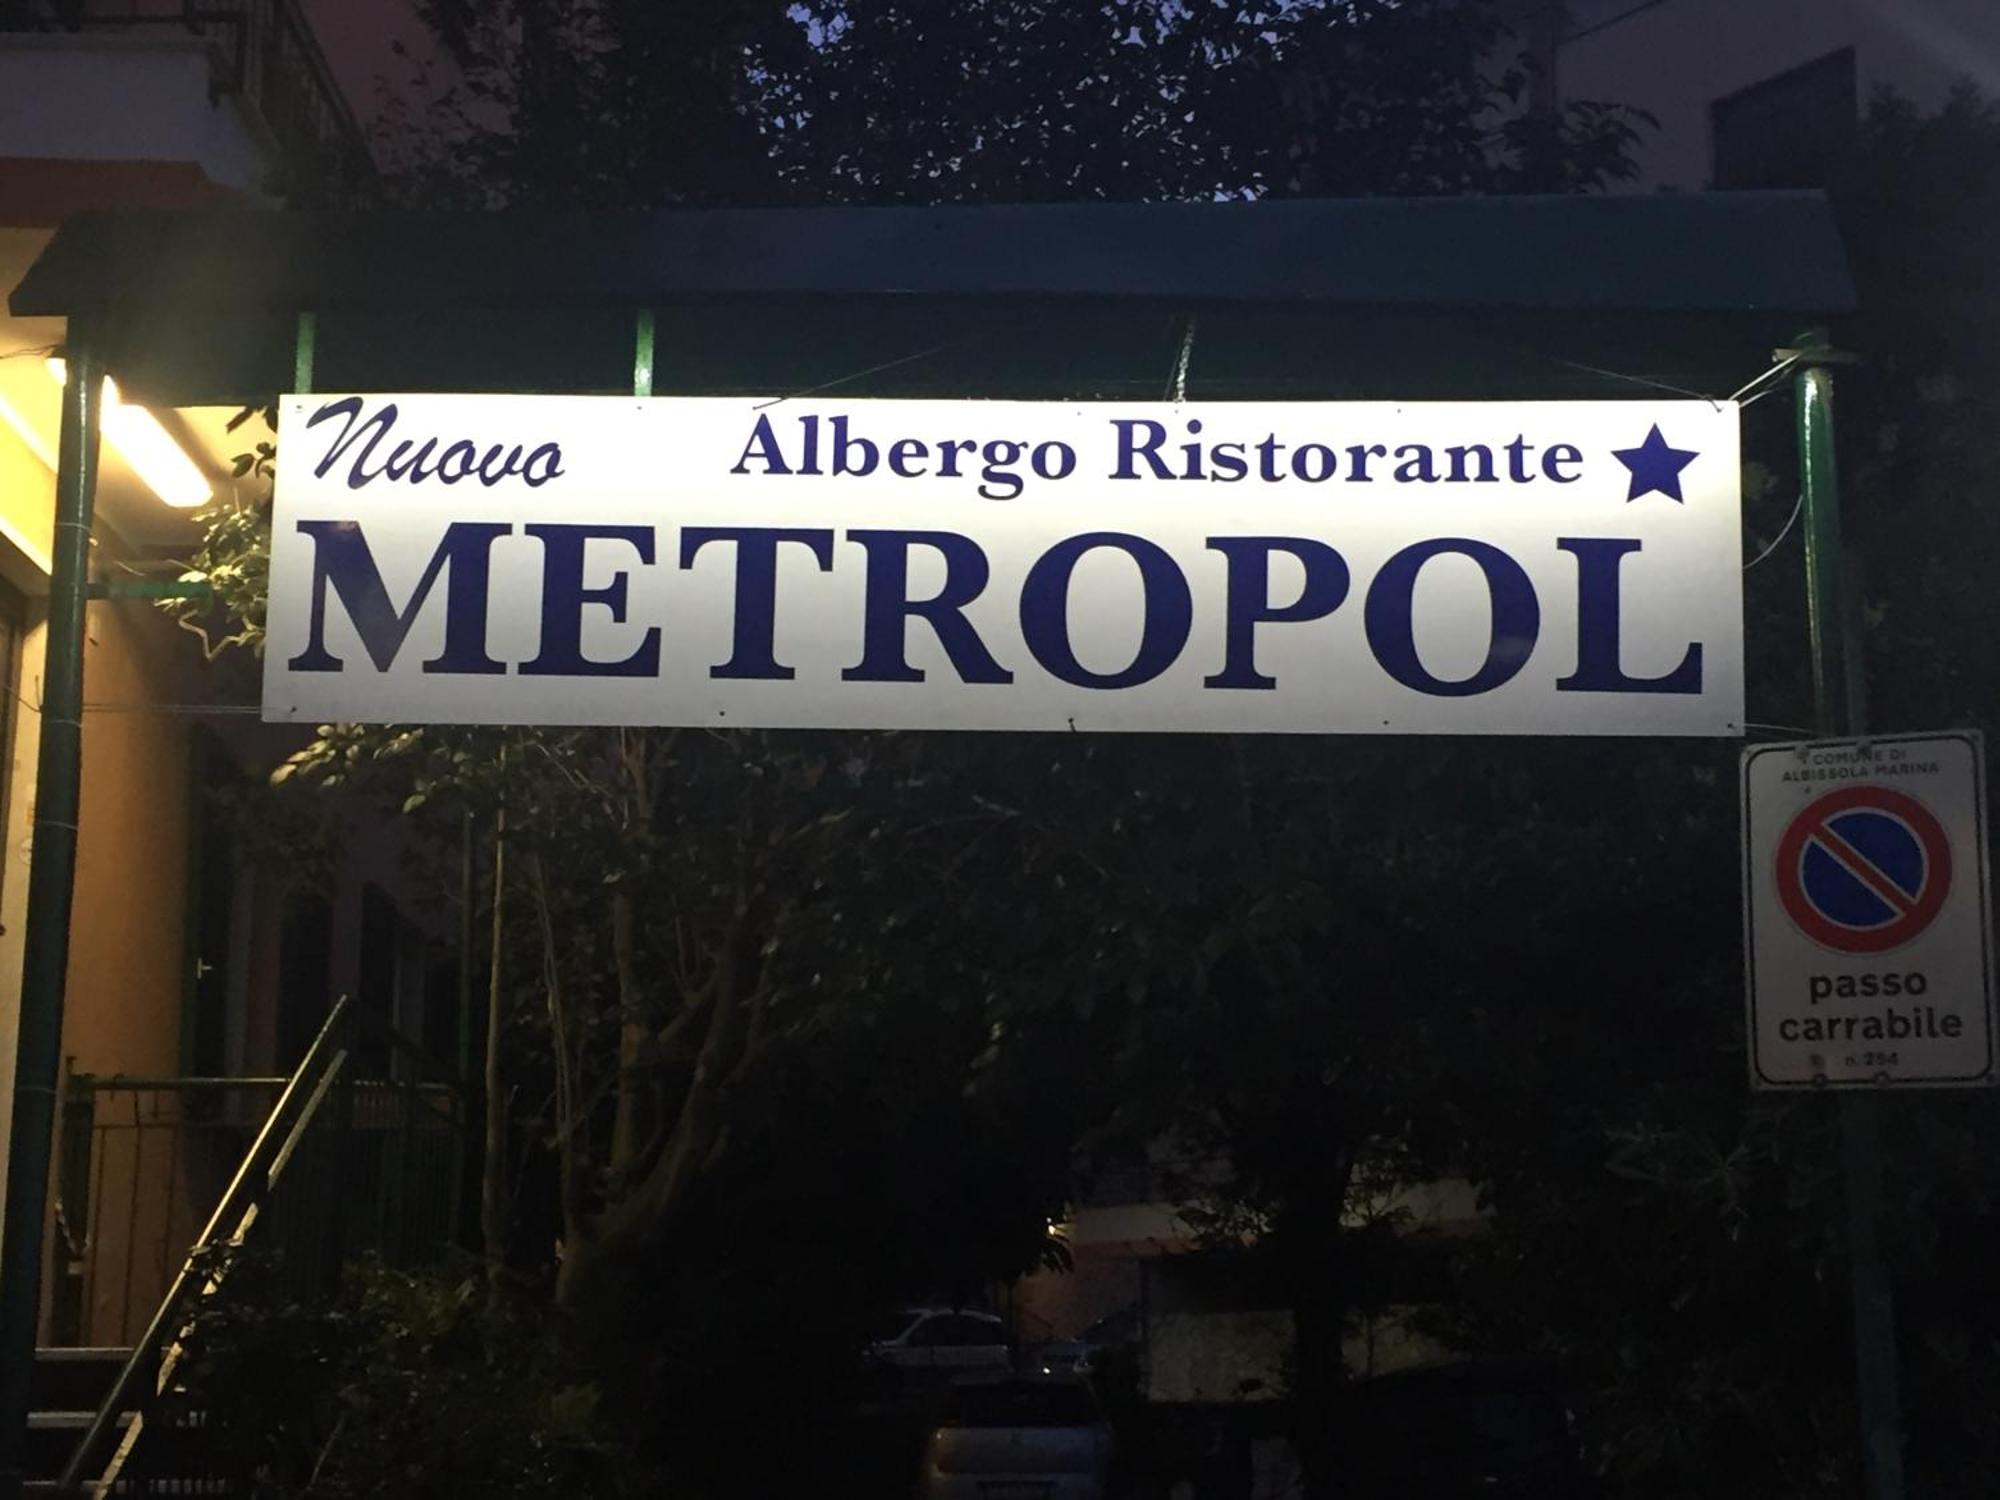 Nuovo Albergo Ristorante
METROPOL
COMUNE DI
ALBISSOLA MARINA
passo
carrabile
n. 254